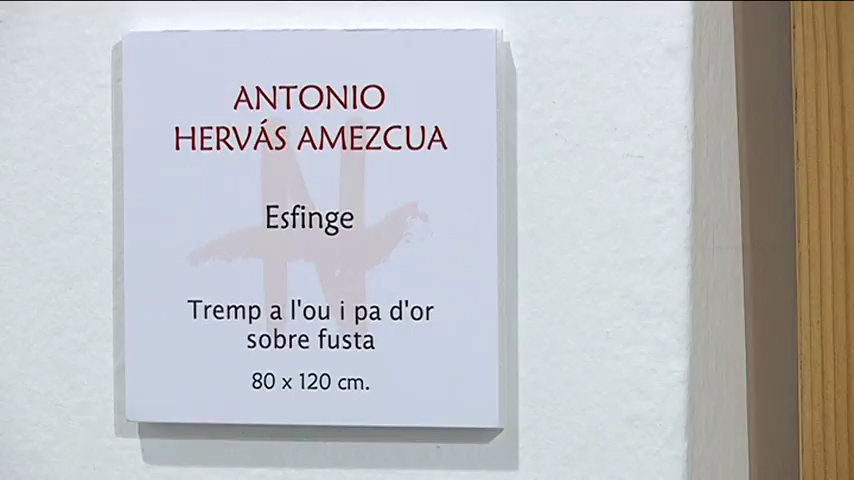 ANTONIO
HERVÁS AMEZCUA
Esfinge
Tremp a l'ou i pa d'or
sobre fusta
80 x 120 cm.